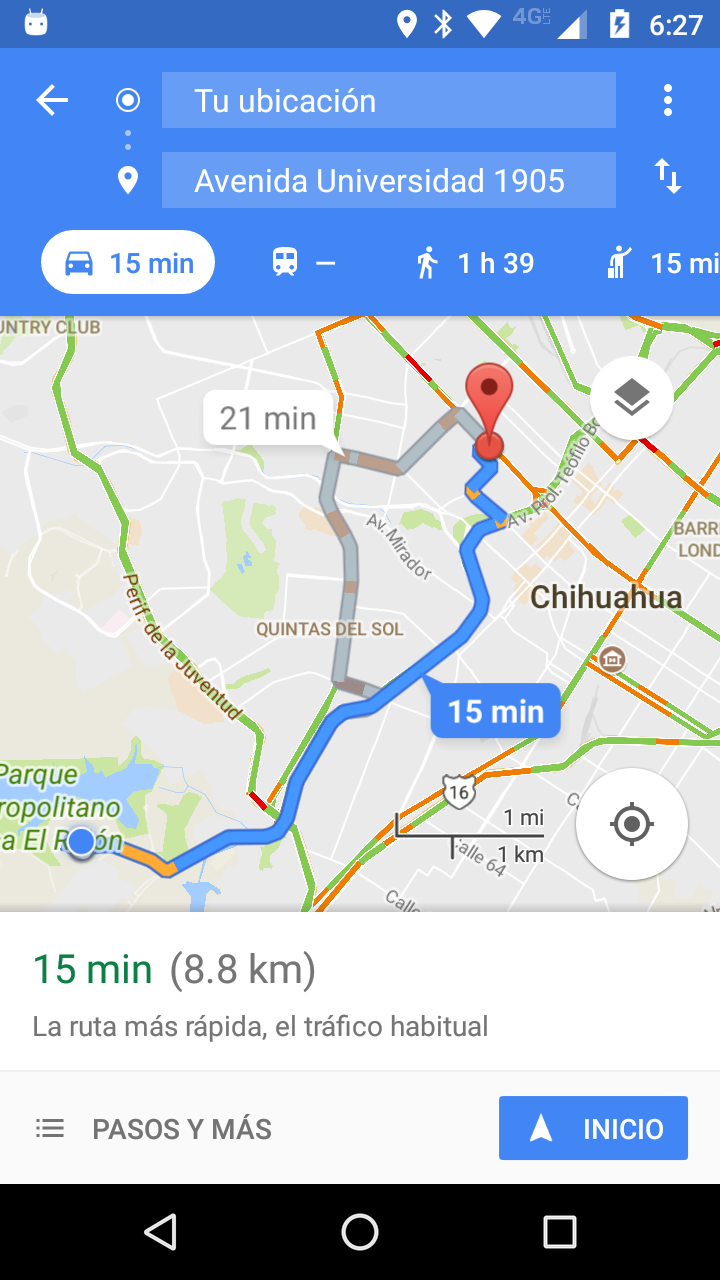 4G LTE 6:27
Tu ubicación
Avenida Universidad 1905
15 min
—
1 h 39
15 mi
UNTRY CLUB
21 min
Av. Prol. Teófilo Bo
Av. Mirador
BARRI
LOND
Chihuahua
Perif. de la Juventud
QUINTAS DEL SOL
15 min
Parque
ropolitano
a El Rejón
16
1 mi
1 km
alle 64
Calle
15 min (8.8 km)
La ruta más rápida, el tráfico habitual
PASOS Y MÁS
INICIO